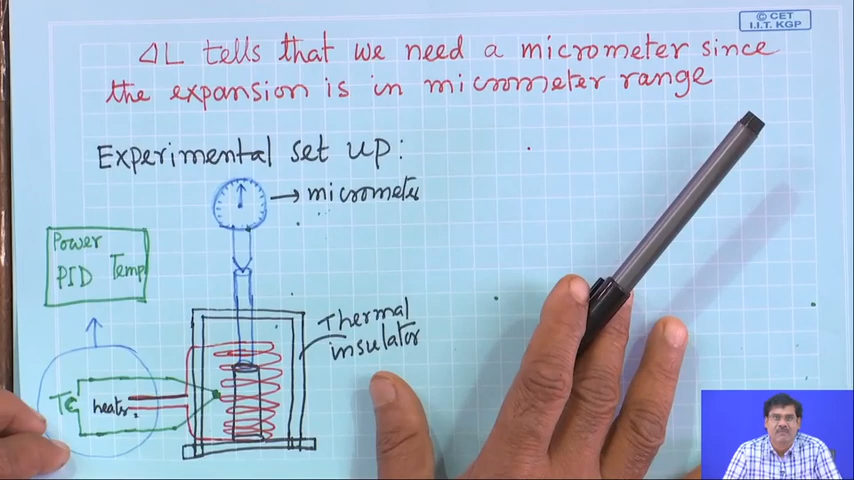 © CET
I.I.T. KGP
ΔL tells that we need a micrometer since
the expansion is in micrometer range
Experimental set up:
micrometer
Power
PID Temp
Thermal
insulator
TC
heater